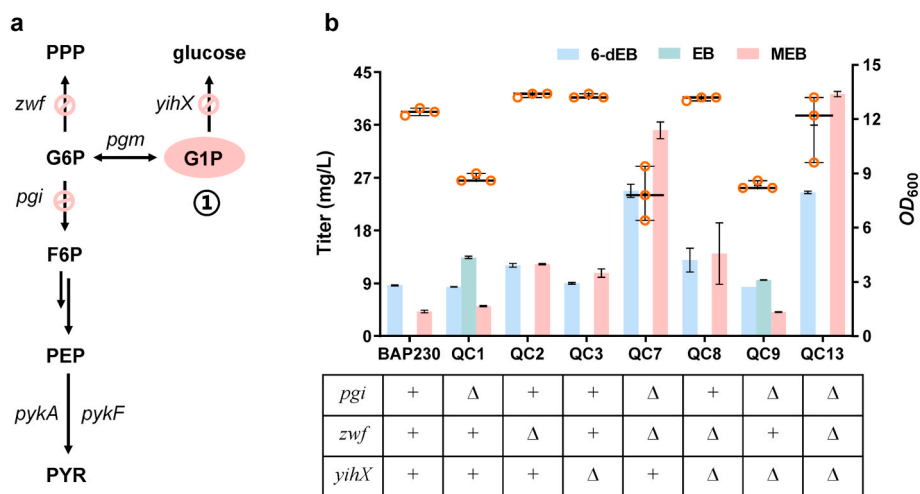 a
PPP
glucose
zwf
yihX
G6P
pgm
G1P
pgi
①
F6P
PEP
pykA
pykF
PYR
b
6-dEB EB MEB
Titer (mg/L)
45
36
27
18
9
0
15
12
9
6
3
0
OD600
BAP230 QC1 QC2 QC3 QC7 QC8 QC9 QC13
pgi + Δ + + Δ + Δ Δ
zwf + + Δ + Δ Δ + Δ
yihX + + + Δ + Δ Δ Δ